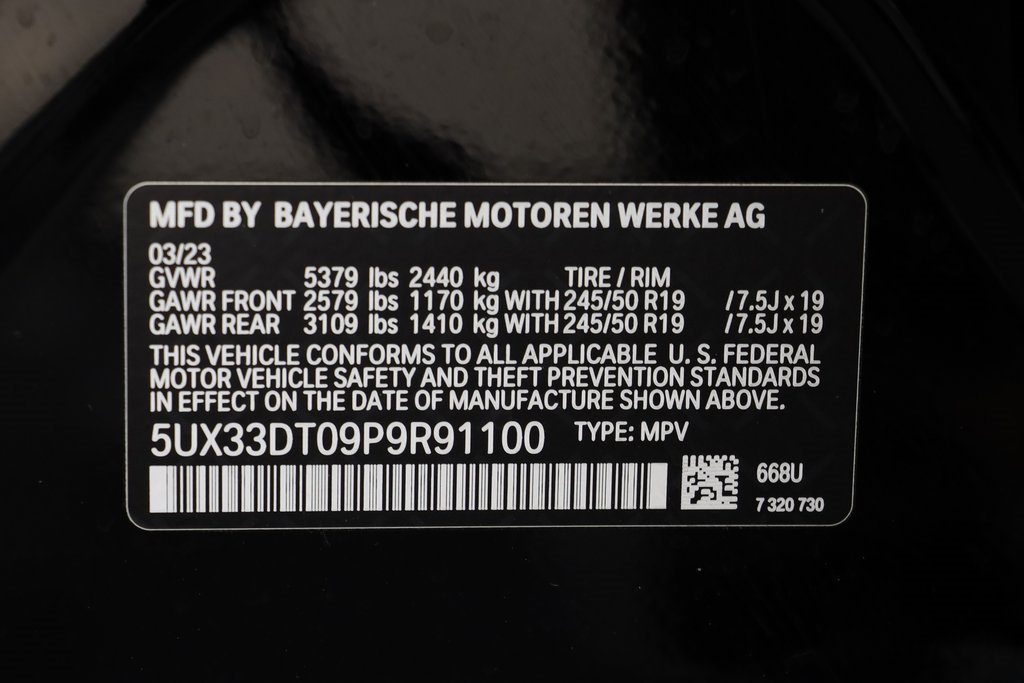 MFD BY BAYERISCHE MOTOREN WERKE AG
03/23
GVWR 5379 lbs 2440 kg TIRE / RIM
GAWR FRONT 2579 lbs 1170 kg WITH 245/50 R19 / 7.5J x 19
GAWR REAR 3109 lbs 1410 kg WITH 245/50 R19 / 7.5J x 19
THIS VEHICLE CONFORMS TO ALL APPLICABLE U. S. FEDERAL
MOTOR VEHICLE SAFETY AND THEFT PREVENTION STANDARDS
IN EFFECT ON THE DATE OF MANUFACTURE SHOWN ABOVE.
5UX33DT09P9R91100 TYPE: MPV
668U
7 320 730